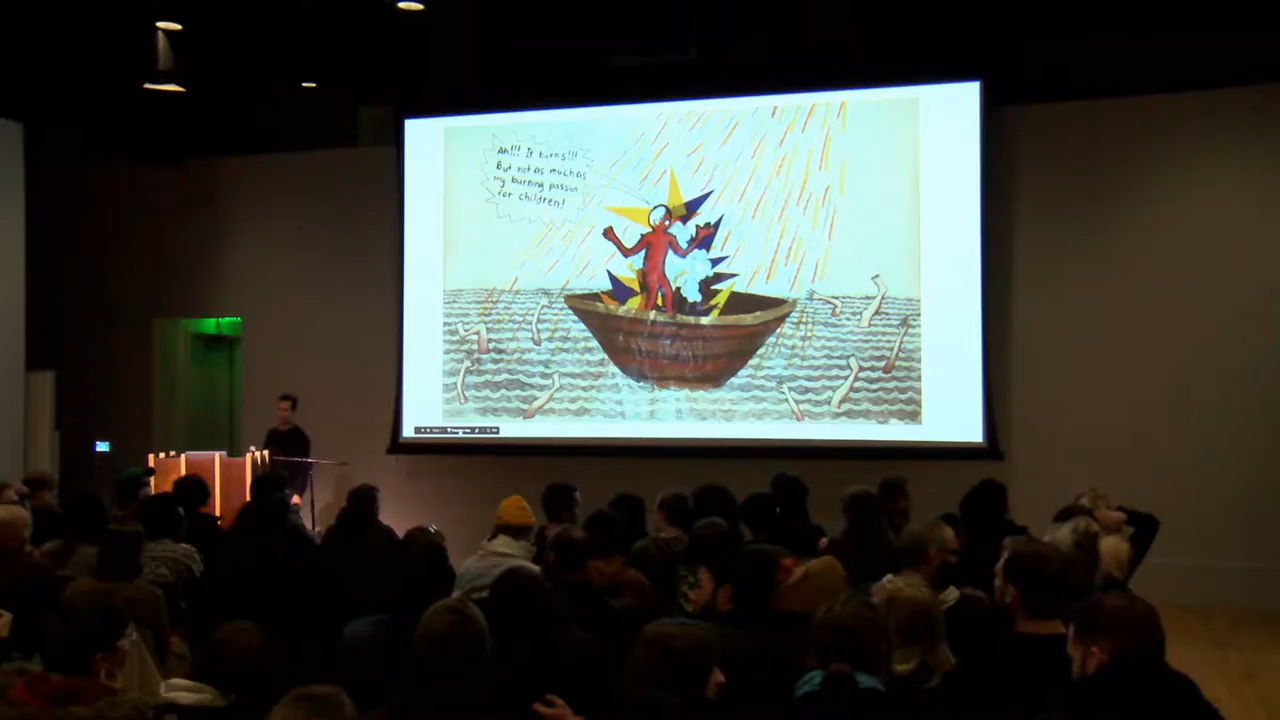 Ah!!! It burns!!!
But not as much as
my burning passion
for children!